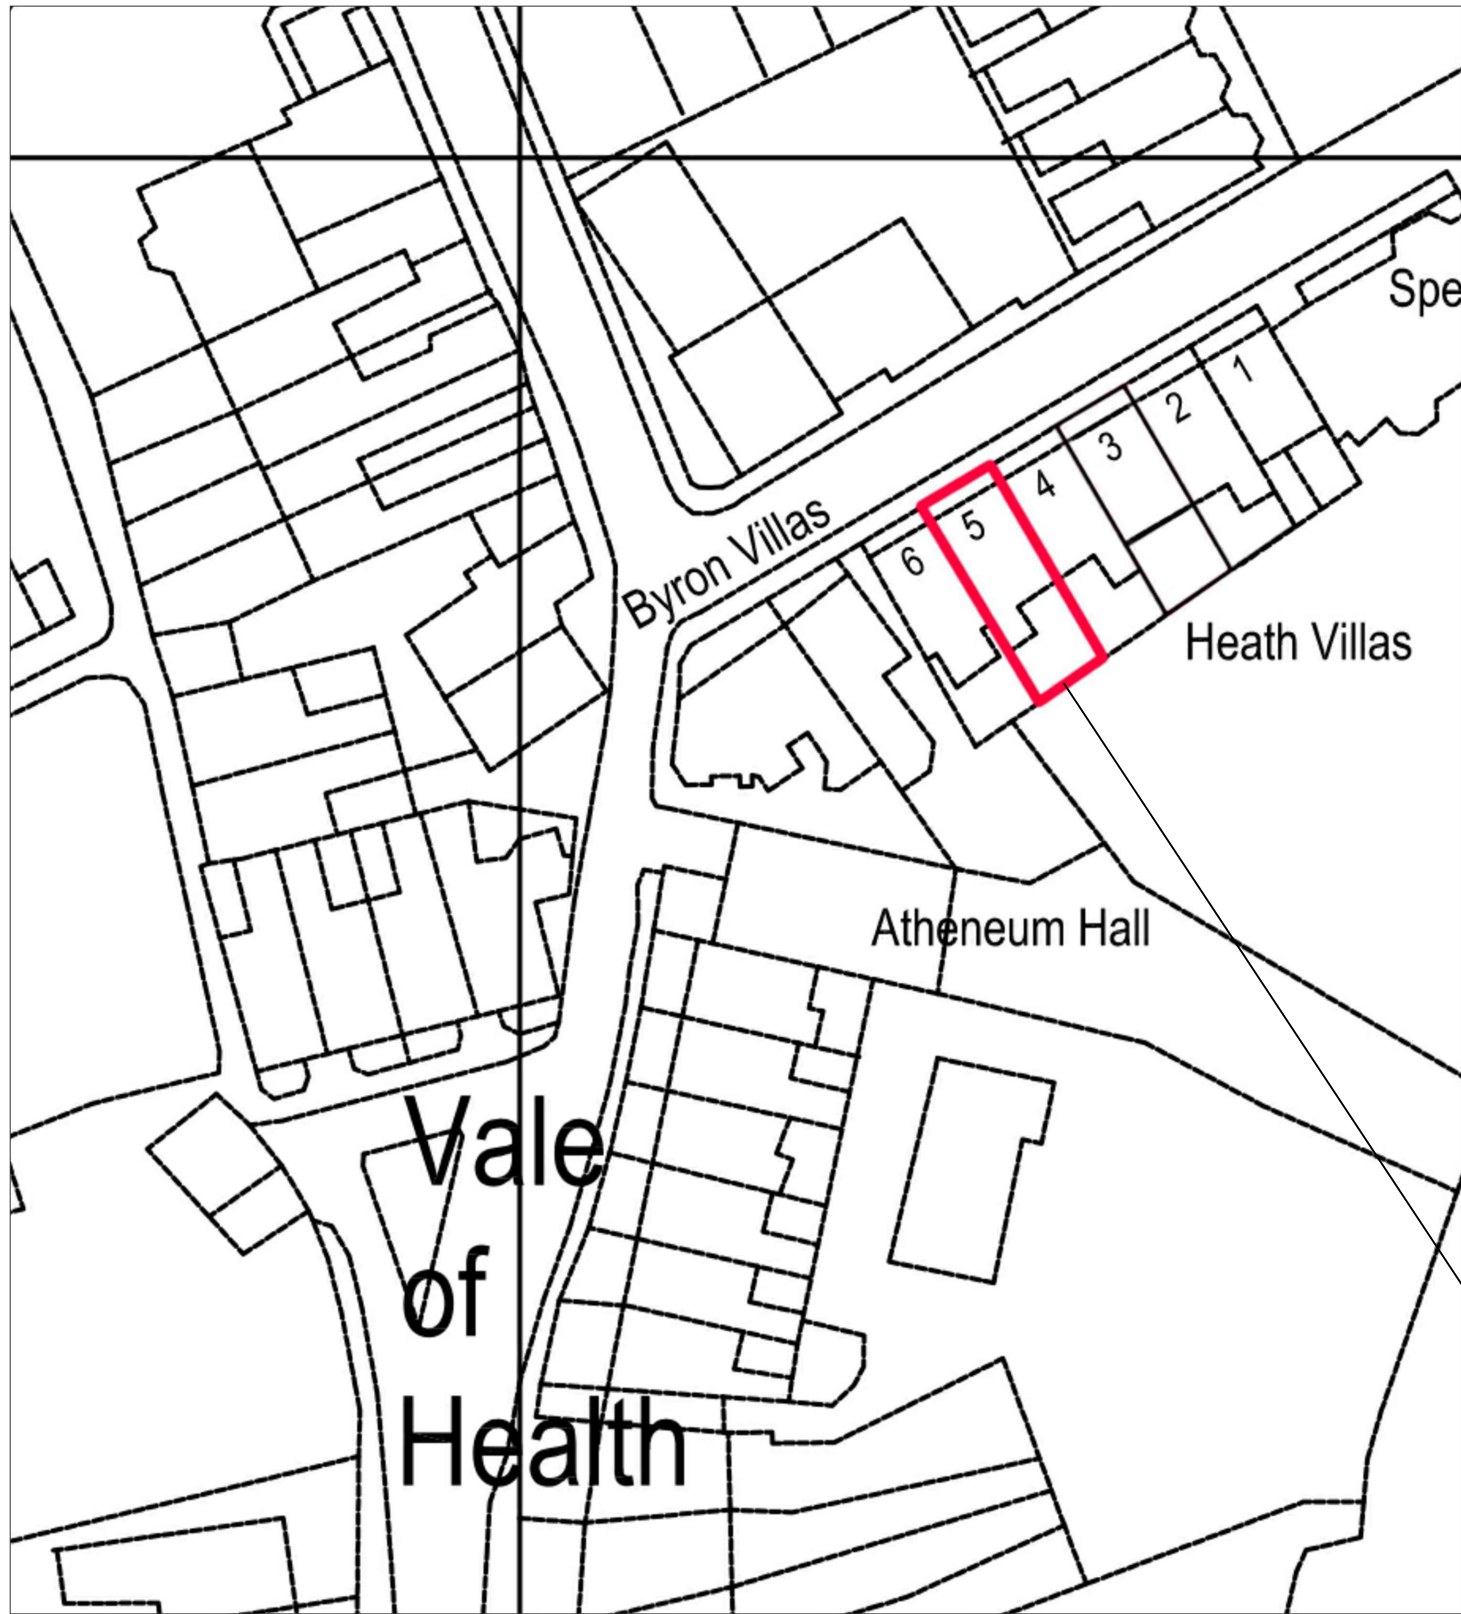 Spe
1
2
3
4
5
6
Byron Villas
Heath Villas
Atheneum Hall
Vale
of
Health